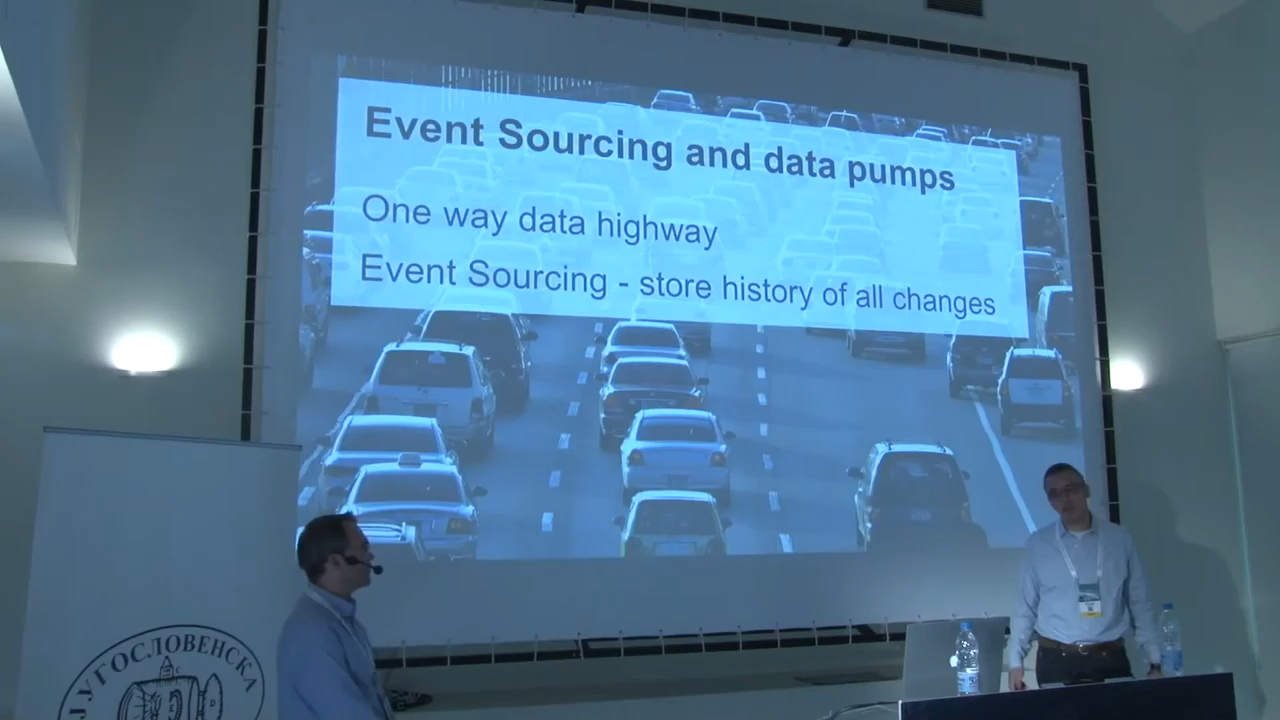 Event Sourcing and data pumps
One way data highway
Event Sourcing - store history of all changes
ЈУГОСЛОВЕНСКА